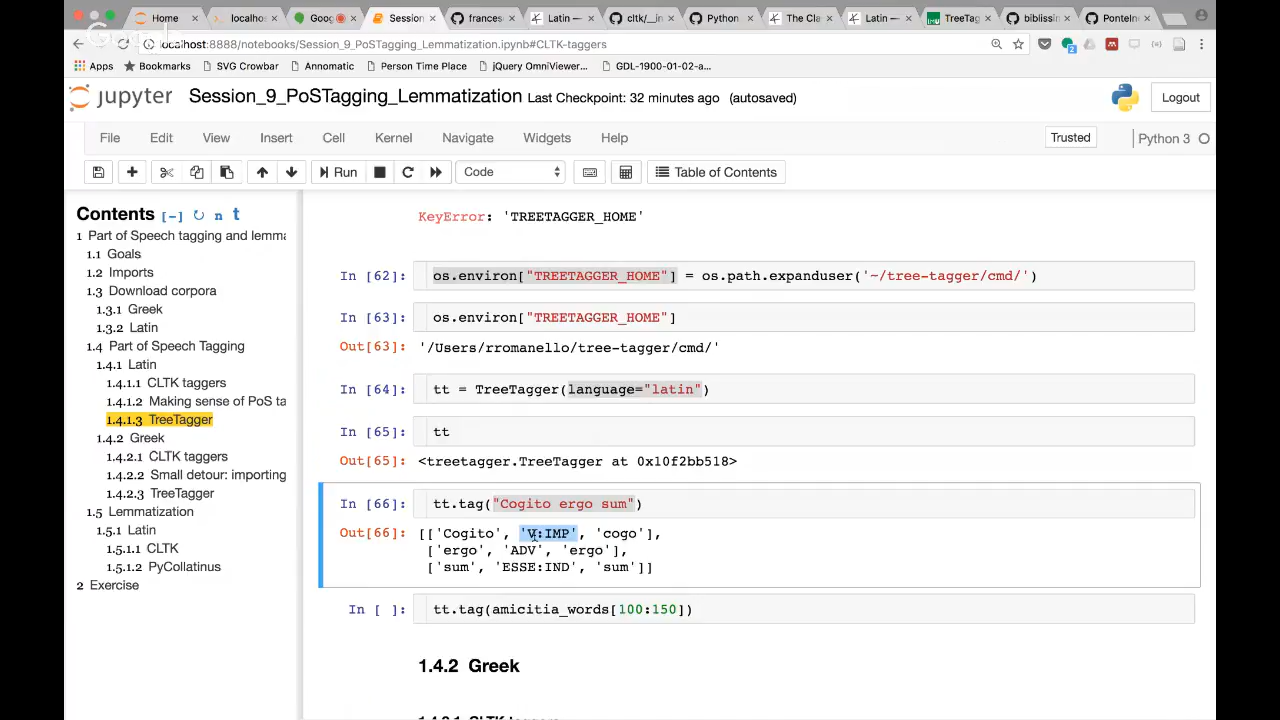 Home
localhos
Goog
Session
frances
Latin —
cltk/__in
Python
The Cla
Latin —
TreeTag
biblissin
PonteIn
localhost:8888/notebooks/Session_9_PoSTagging_Lemmatization.ipynb#CLTK-taggers
Apps Bookmarks SVG Crowbar Annomatic Person Time Place jQuery OmniViewer... GDL-1900-01-02-a...
jupyter Session_9_PoSTagging_Lemmatization Last Checkpoint: 32 minutes ago (autosaved) Logout
File Edit View Insert Cell Kernel Navigate Widgets Help Trusted Python 3
Run Code Table of Contents
Contents [-] n t
1 Part of Speech tagging and lemma
1.1 Goals
1.2 Imports
1.3 Download corpora
1.3.1 Greek
1.3.2 Latin
1.4 Part of Speech Tagging
1.4.1 Latin
1.4.1.1 CLTK taggers
1.4.1.2 Making sense of PoS ta
1.4.1.3 TreeTagger
1.4.2 Greek
1.4.2.1 CLTK taggers
1.4.2.2 Small detour: importing
1.4.2.3 TreeTagger
1.5 Lemmatization
1.5.1 Latin
1.5.1.1 CLTK
1.5.1.2 PyCollatinus
2 Exercise
KeyError: 'TREETAGGER_HOME'
In [62]: os.environ["TREETAGGER_HOME"] = os.path.expanduser('~/tree-tagger/cmd/')
In [63]: os.environ["TREETAGGER_HOME"]
Out[63]: '/Users/rromanello/tree-tagger/cmd/'
In [64]: tt = TreeTagger(language="latin")
In [65]: tt
Out[65]: <treetagger.TreeTagger at 0x10f2bb518>
In [66]: tt.tag("Cogito ergo sum")
Out[66]: [['Cogito', 'V:IMP', 'cogo'],
['ergo', 'ADV', 'ergo'],
['sum', 'ESSE:IND', 'sum']]
In [ ]: tt.tag(amicitia_words[100:150])
1.4.2 Greek